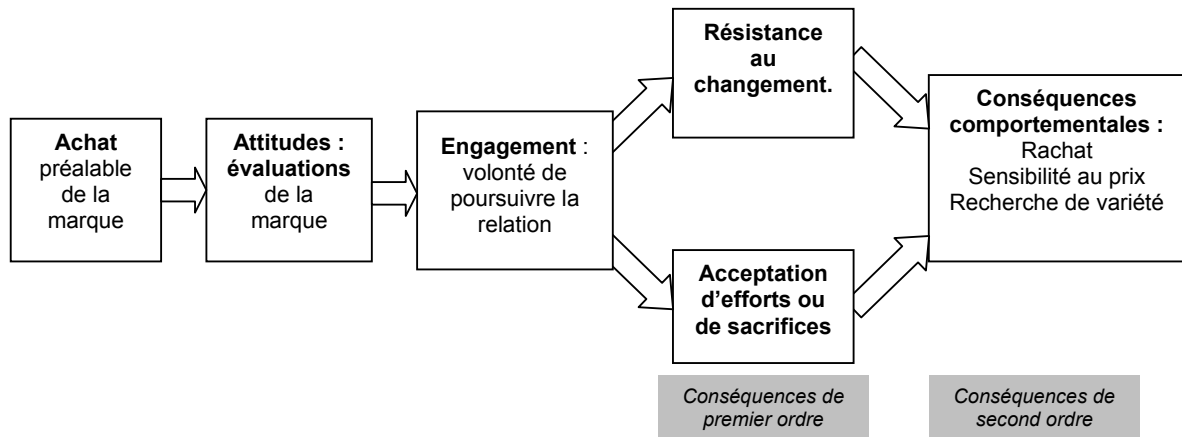 Achat
préalable
de la
marque
Attitudes :
évaluations
de la
marque
Engagement :
volonté de
poursuivre la
relation
Résistance
au
changement.
Acceptation
d’efforts ou
de sacrifices
Conséquences
comportementales :
Rachat
Sensibilité au prix
Recherche de variété
Conséquences de
premier ordre
Conséquences de
second ordre